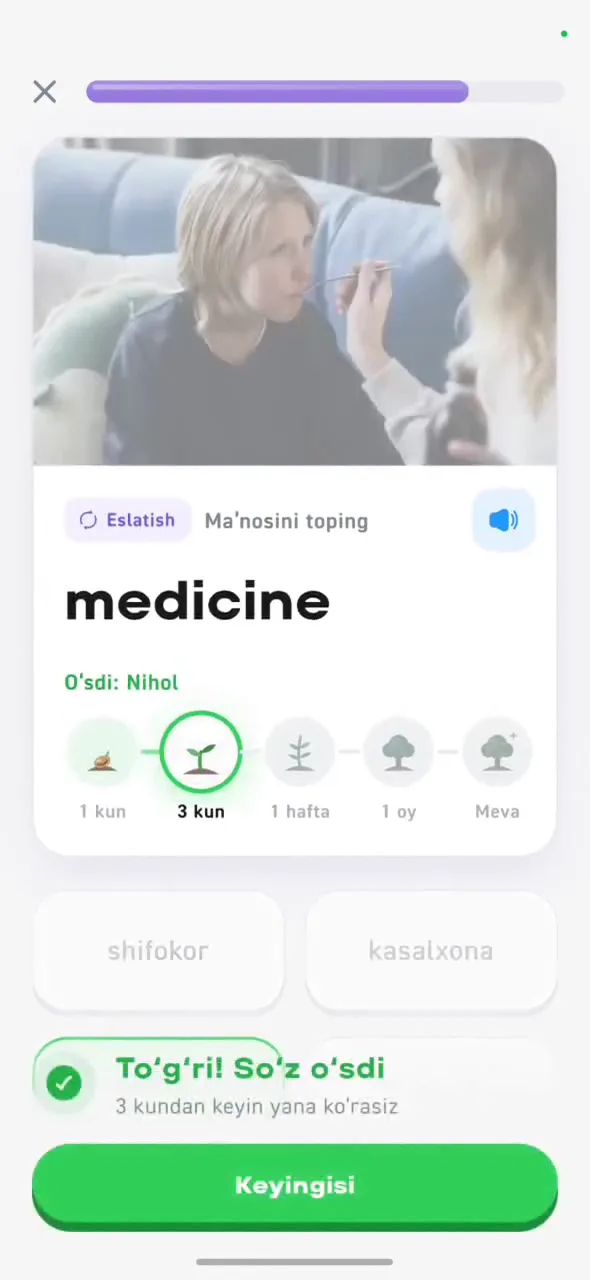 Eslatish Ma'nosini toping
medicine
O'sdi: Nihol
1 kun 3 kun 1 hafta 1 oy Meva
shifokor kasalxona
To‘g‘ri! So‘z o‘sdi
3 kundan keyin yana ko'rasiz
Keyingisi